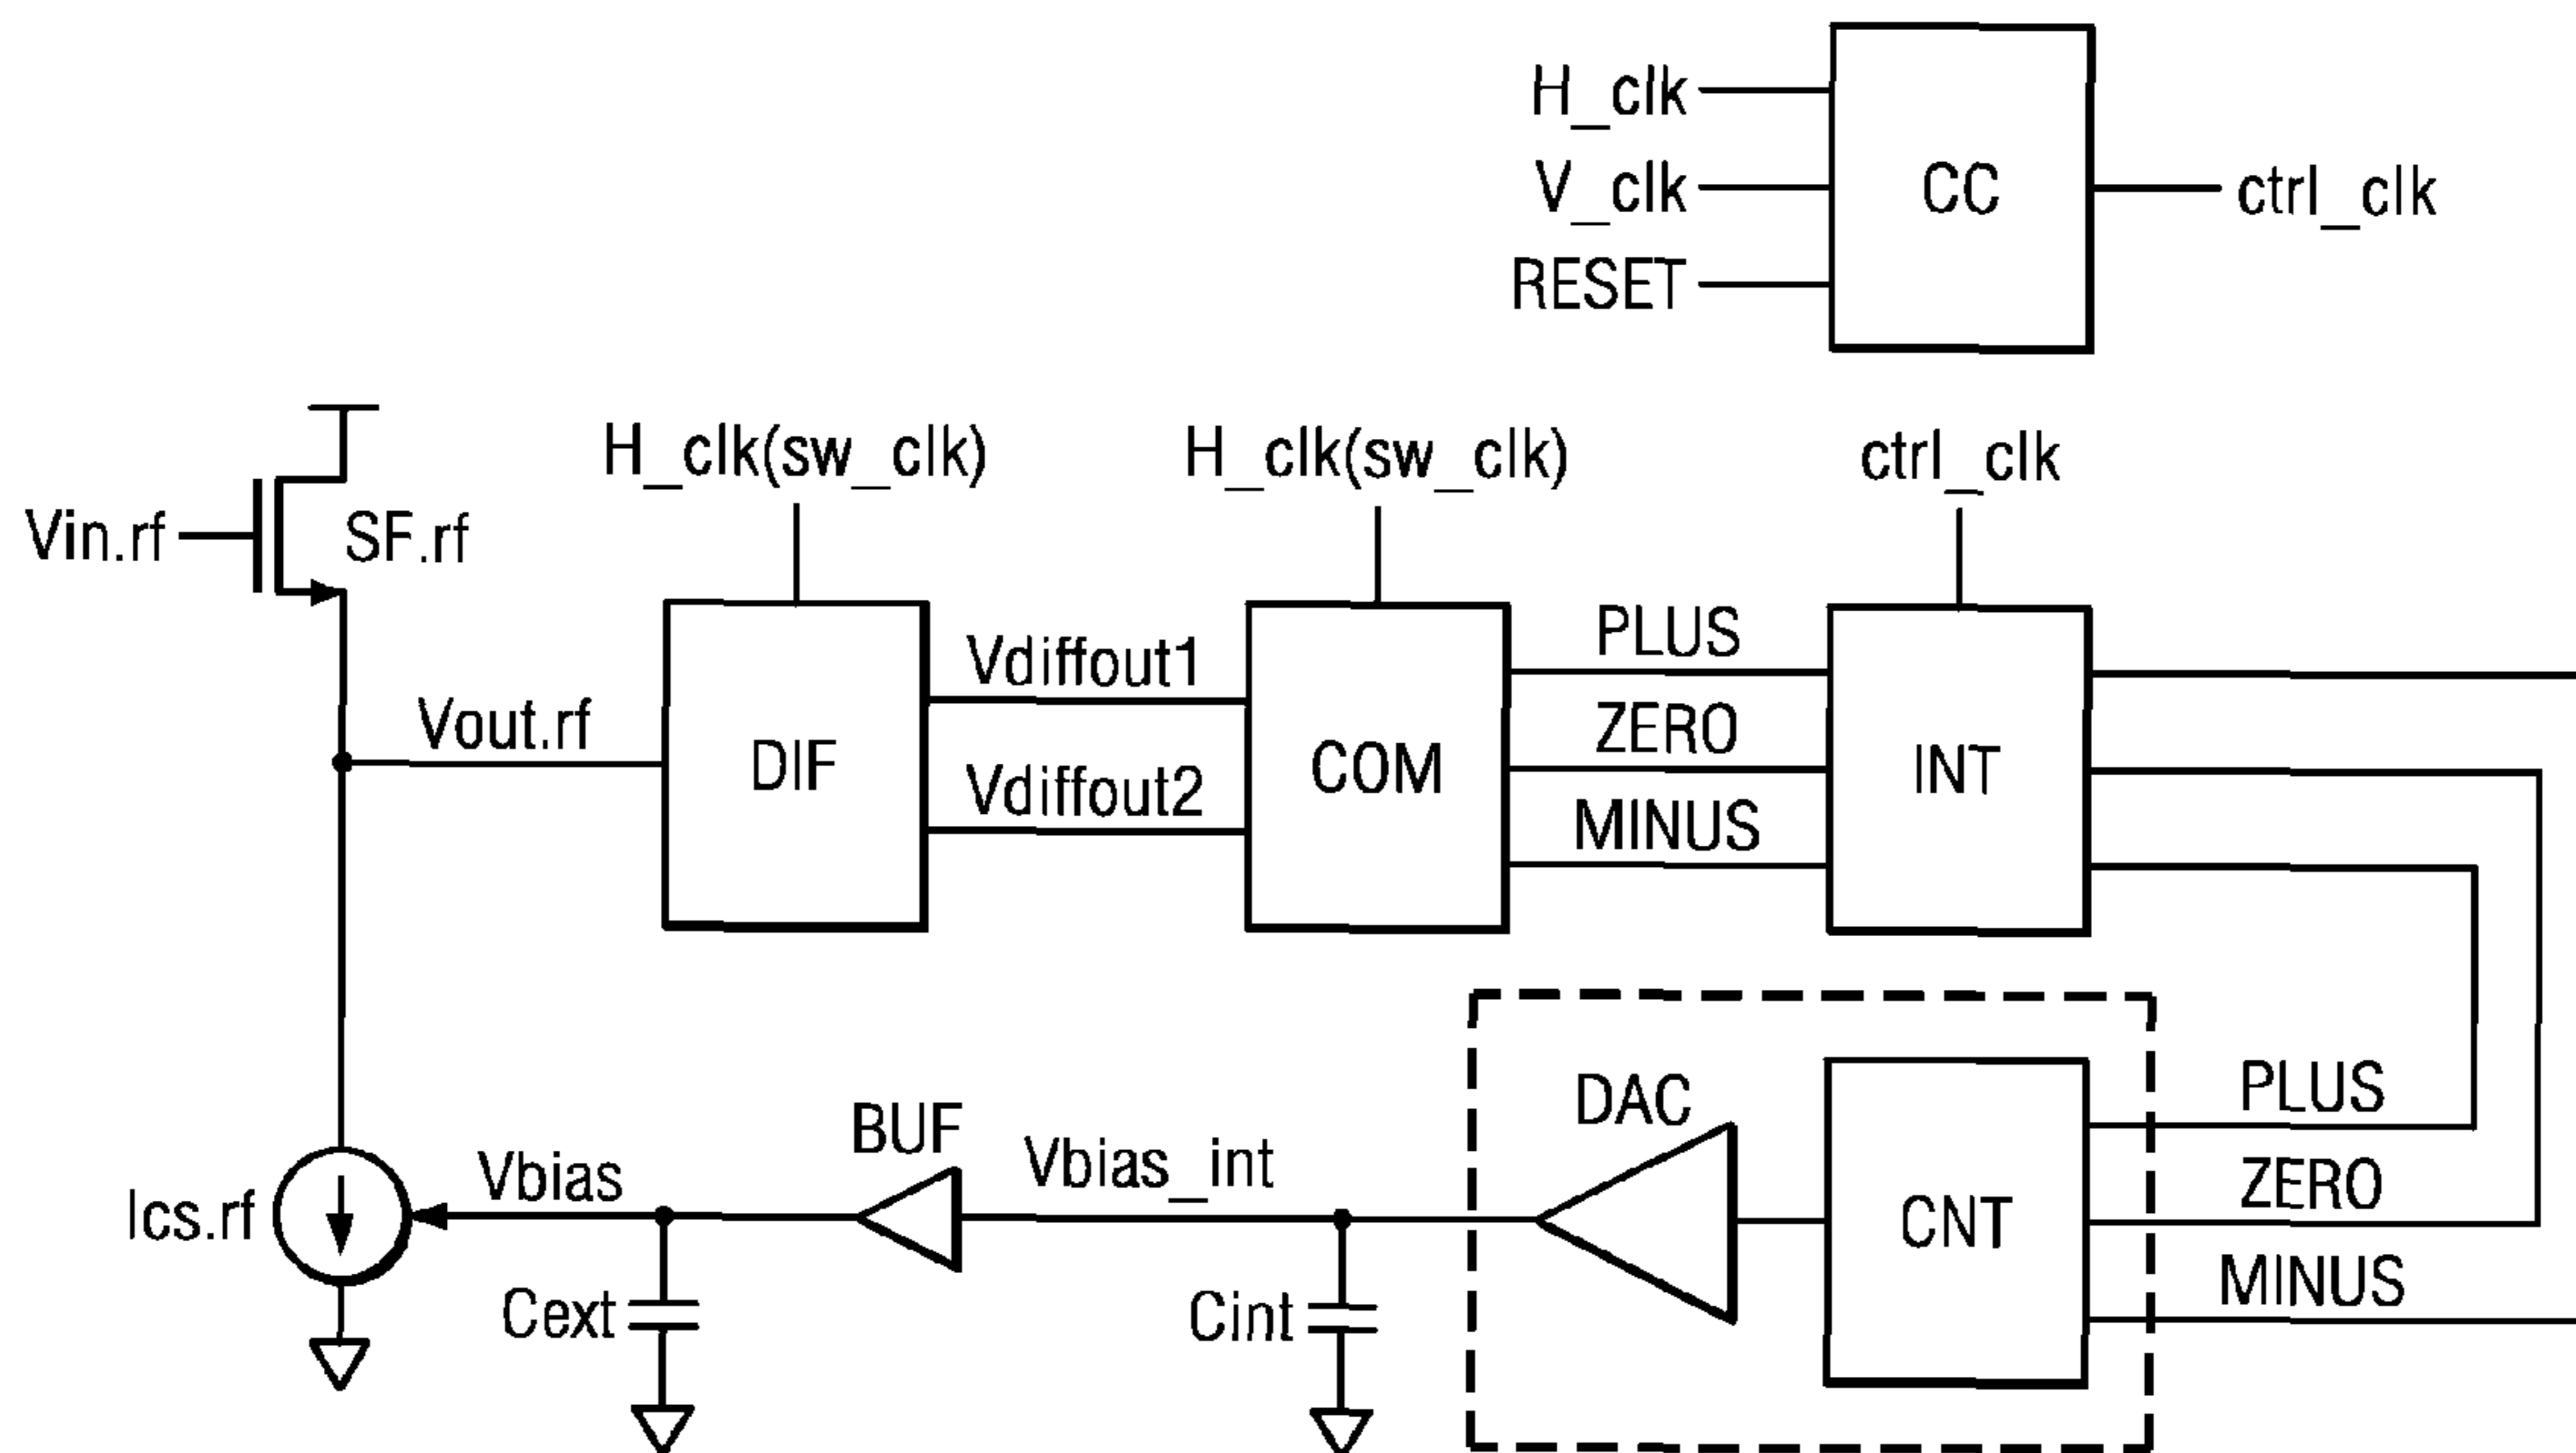 H_clk
V_clk
RESET
CC
ctrl_clk
H_clk(sw_clk)
H_clk(sw_clk)
ctrl_clk
Vin.rf
SF.rf
Vout.rf
DIF
Vdiffout1
Vdiffout2
COM
PLUS
ZERO
MINUS
INT
Ics.rf
Vbias
Cext
BUF
Vbias_int
Cint
DAC
CNT
PLUS
ZERO
MINUS